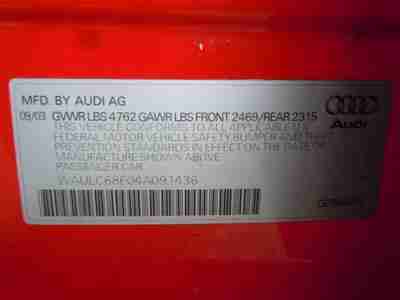 MFD. BY AUDI AG
09/03 GVWR LBS 4762 GAWR LBS FRONT 2469/REAR 2315
THIS VEHICLE CONFORMS TO ALL APPLICABLE U.S.
FEDERAL MOTOR VEHICLE SAFETY BUMPER AND THEFT
PREVENTION STANDARDS IN EFFECT ON THE DATE OF
MANUFACTURE SHOWN ABOVE.
PASSENGER CAR
WAULC68E04A091436
Audi
GERMANY